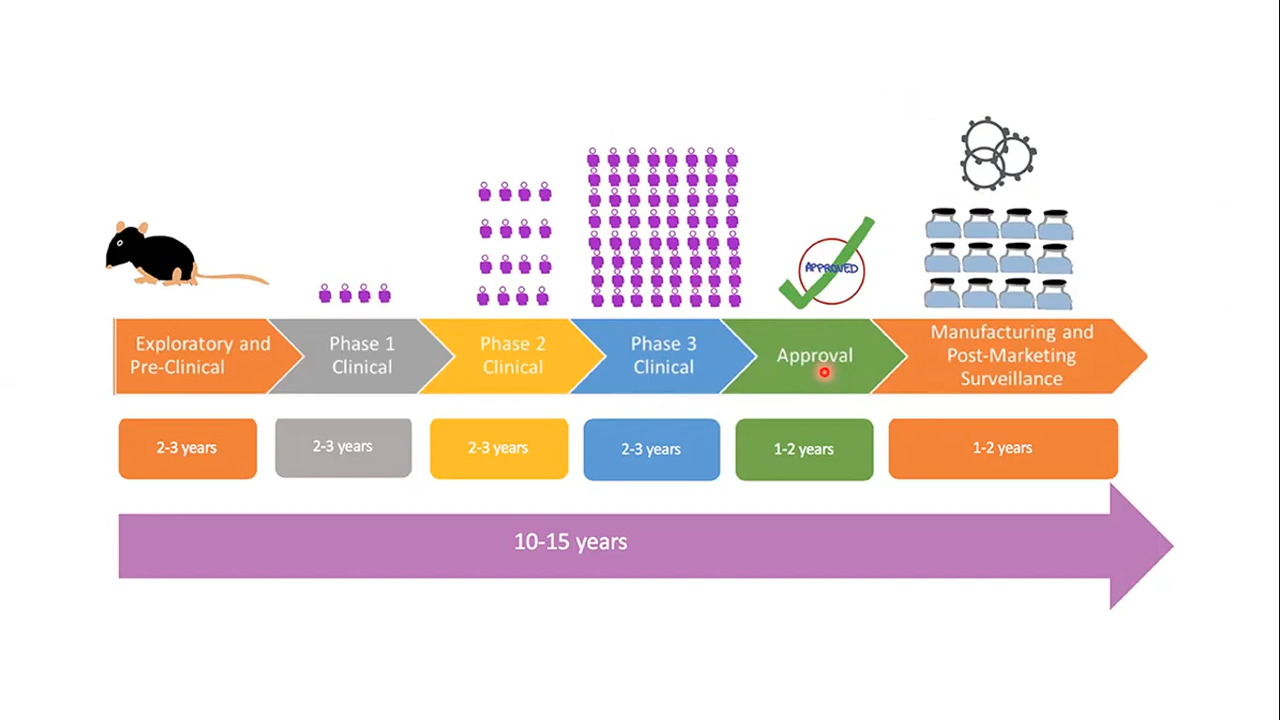 APPROVED
Exploratory and
Pre-Clinical
Phase 1
Clinical
Phase 2
Clinical
Phase 3
Clinical
Approval
Manufacturing and
Post-Marketing
Surveillance
2-3 years
2-3 years
2-3 years
2-3 years
1-2 years
1-2 years
10-15 years